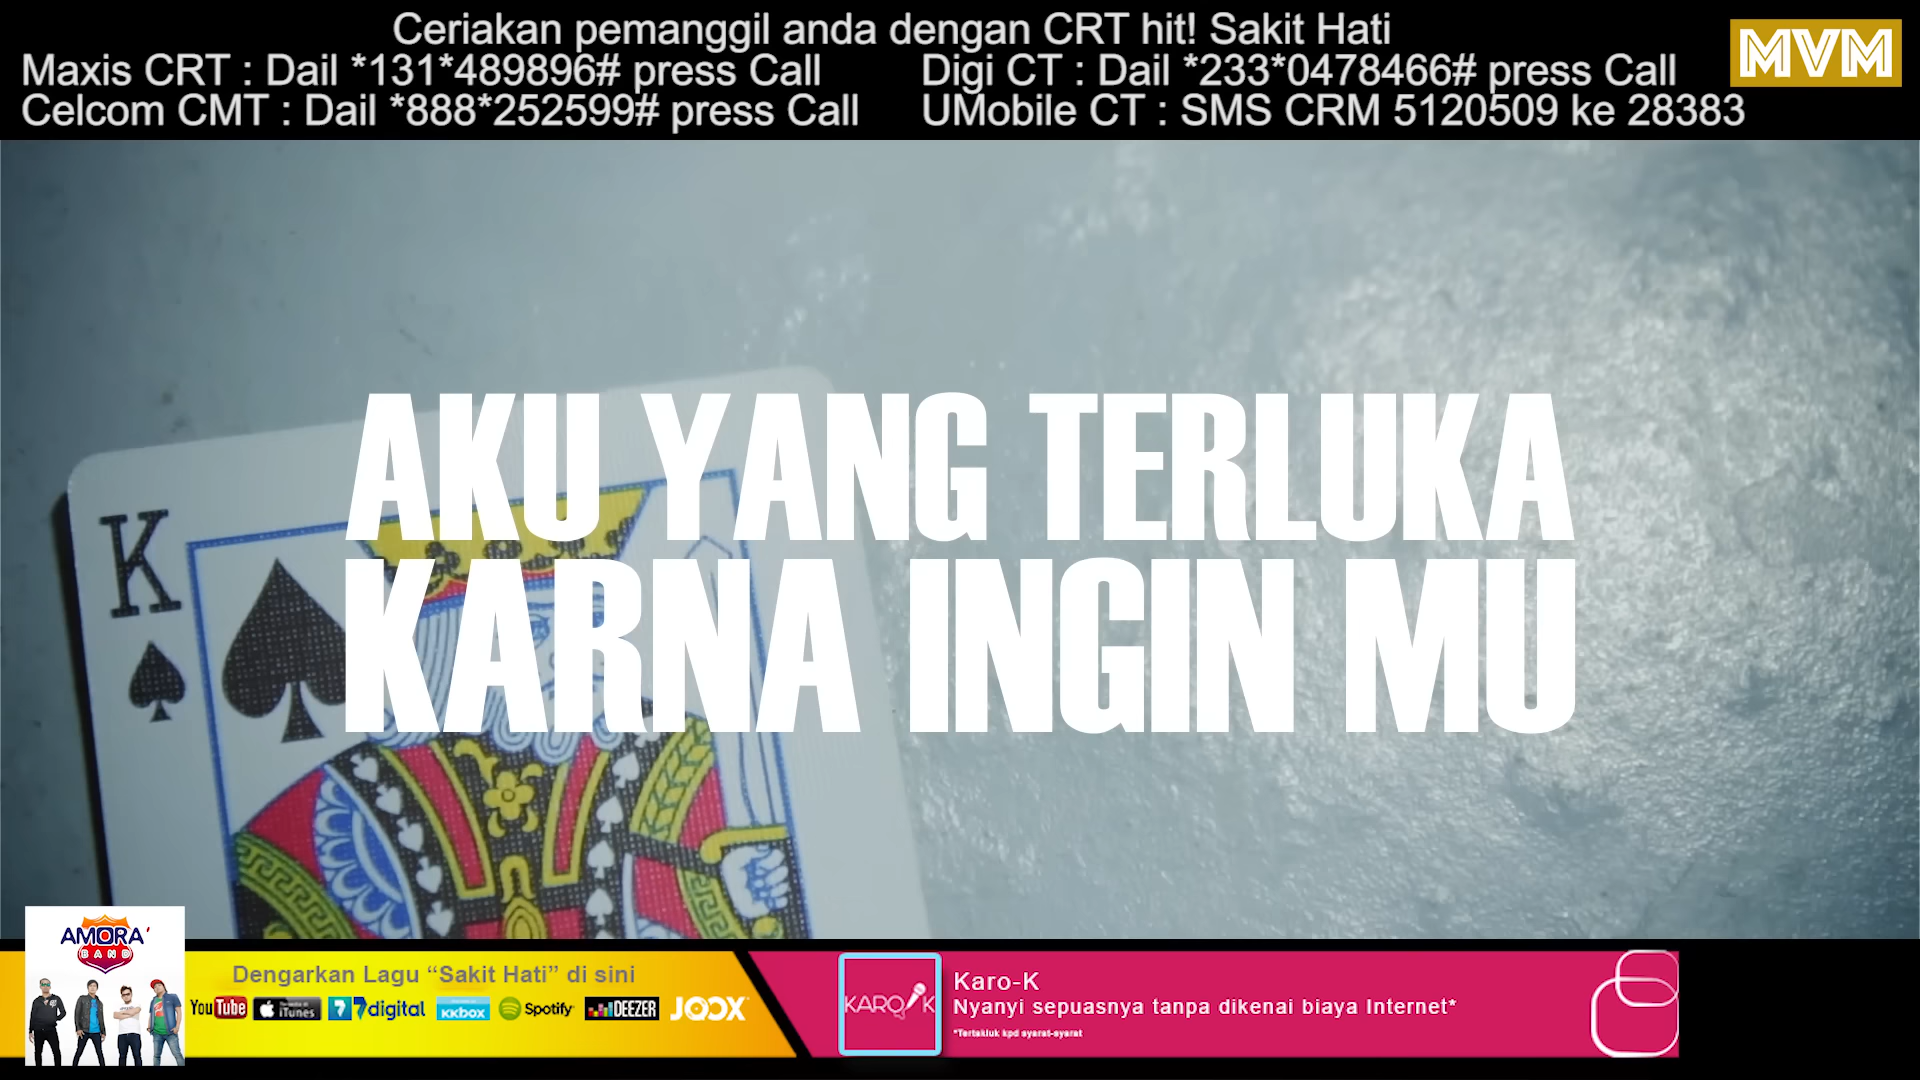 Ceriakan pemanggil anda dengan CRT hit! Sakit Hati
Maxis CRT : Dail *131*489896# press Call
Digi CT : Dail *233*0478466# press Call
Celcom CMT : Dail *888*252599# press Call
UMobile CT : SMS CRM 5120509 ke 28383
MVM
AKU YANG TERLUKA
KARNA INGIN MU
K
AMORA'
BAND
Dengarkan Lagu “Sakit Hati” di sini
YouTube
iTunes
7digital
KKBOX
Spotify
DEEZER
JOOX
KARO K
Karo-K
Nyanyi sepuasnya tanpa dikenai biaya Internet*
*Tertakluk kpd syarat-syarat